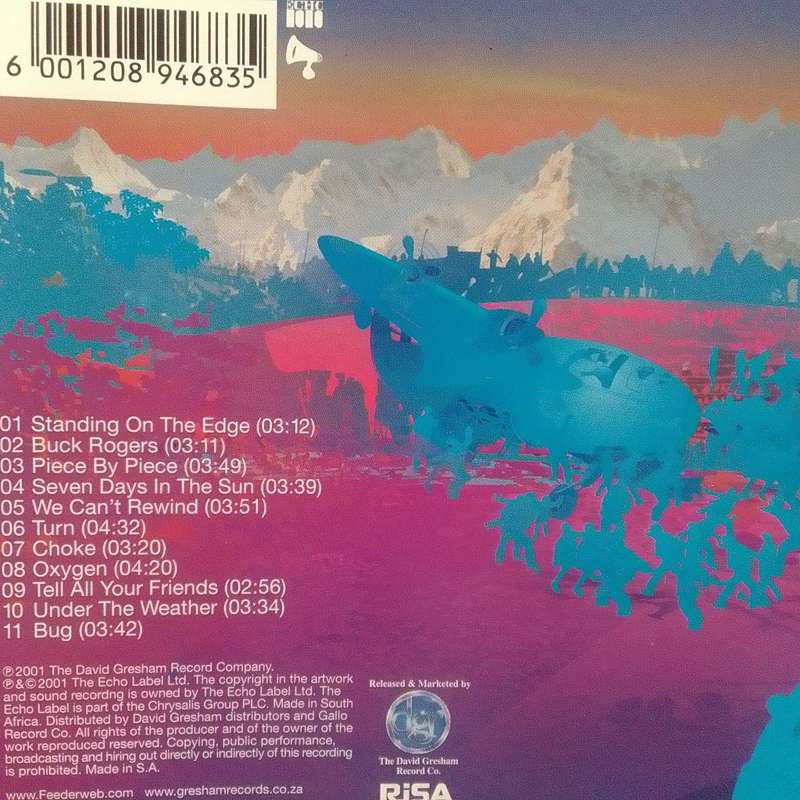 ECHO
6 001208 946835
01 Standing On The Edge (03:12)
02 Buck Rogers (03:11)
03 Piece By Piece (03:49)
04 Seven Days In The Sun (03:39)
05 We Can't Rewind (03:51)
06 Turn (04:32)
07 Choke (03:20)
08 Oxygen (04:20)
09 Tell All Your Friends (02:56)
10 Under The Weather (03:34)
11 Bug (03:42)
℗2001 The David Gresham Record Company.
℗&©2001 The Echo Label Ltd. The copyright in the artwork
and sound recordng is owned by The Echo Label Ltd. The
Echo Label is part of the Chrysalis Group PLC. Made in South
Africa. Distributed by David Gresham distributors and Gallo
Record Co. All rights of the producer and of the owner of the
work reproduced reserved. Copying, public performance,
broadcasting and hiring out directly or indirectly of this recording
is prohibited. Made in S.A.
www.Feederweb.com www.greshamrecords.co.za
Released & Marketed by
dgr
The David Gresham
Record Co.
RiSA